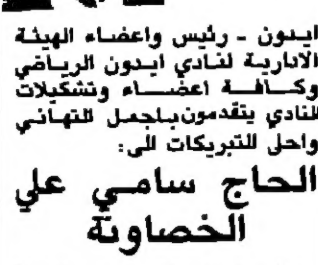 ايدون - رئيس واعضاء الهيئة
الادارية لنادي ايدون الرياضي
وكافة اعضاء وتشكيلات
النادي يتقدمون باجمل التهاني
واحلى التبريكات الى:
الحاج سامي علي
الخصاونة